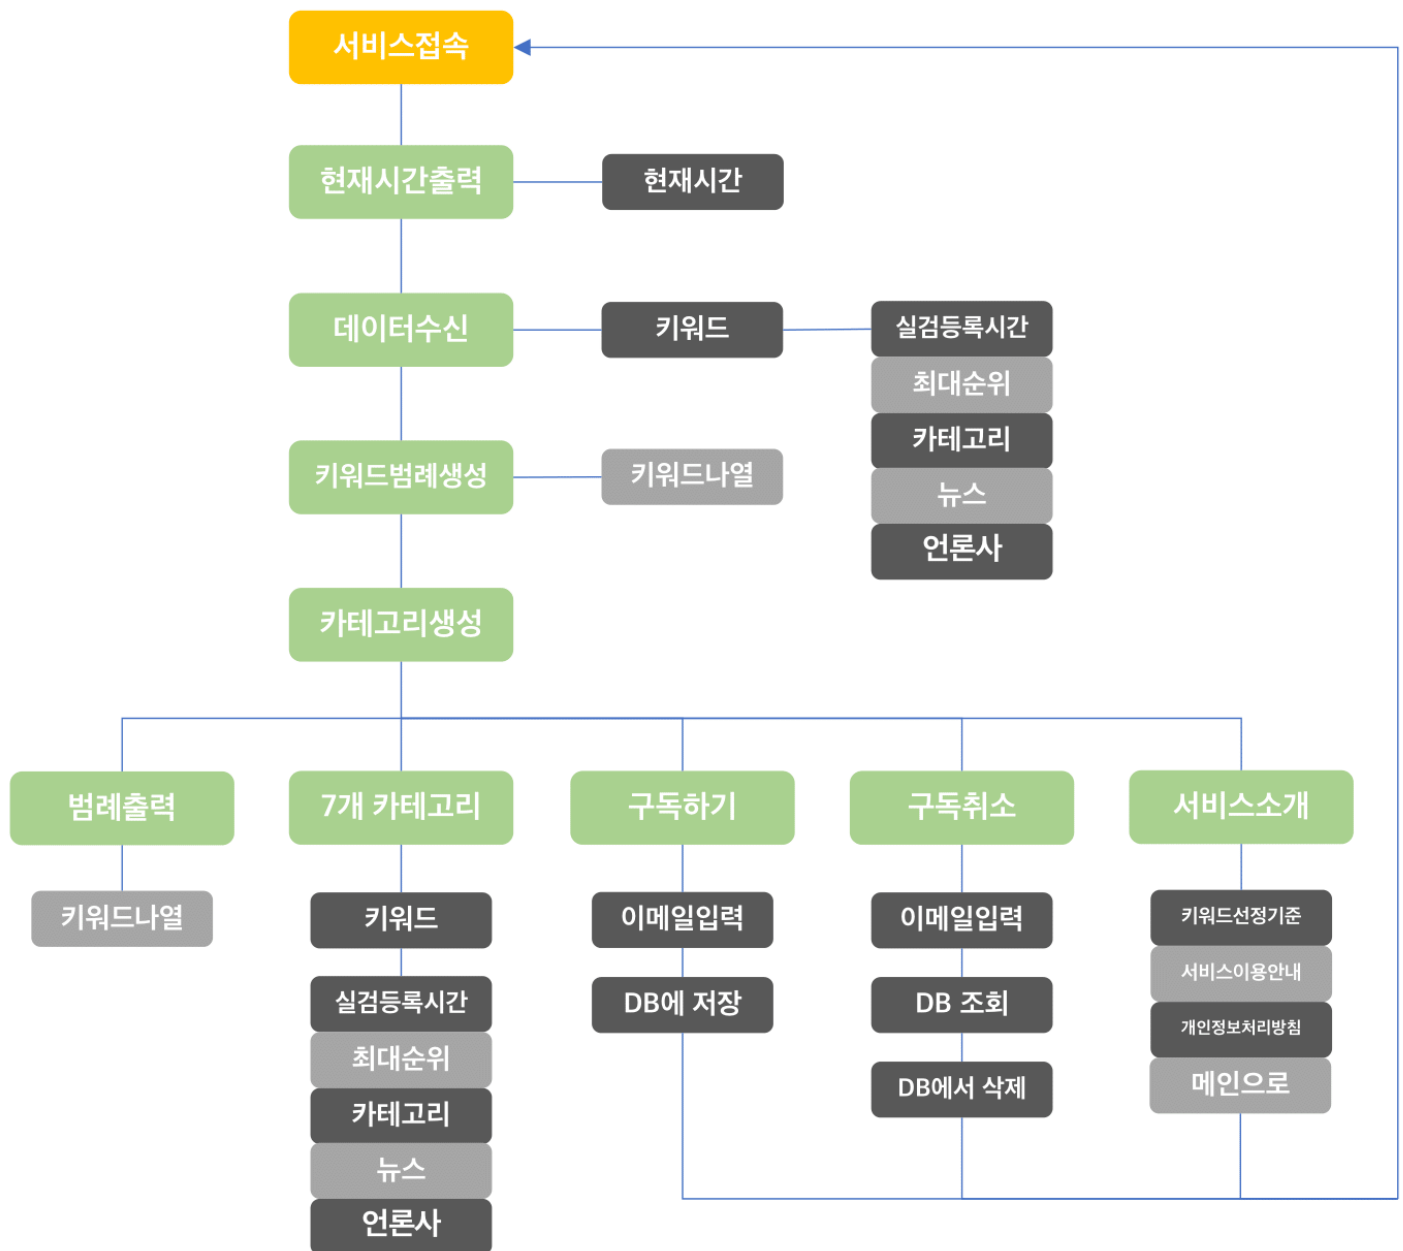 서비스접속
현재시간출력
현재시간
데이터수신
키워드
실검등록시간
최대순위
카테고리
뉴스
언론사
키워드범례생성
키워드나열
카테고리생성
범례출력
키워드나열
7개 카테고리
키워드
실검등록시간
최대순위
카테고리
뉴스
언론사
구독하기
이메일입력
DB에 저장
구독취소
이메일입력
DB 조회
DB에서 삭제
서비스소개
키워드선정기준
서비스이용안내
개인정보처리방침
메인으로